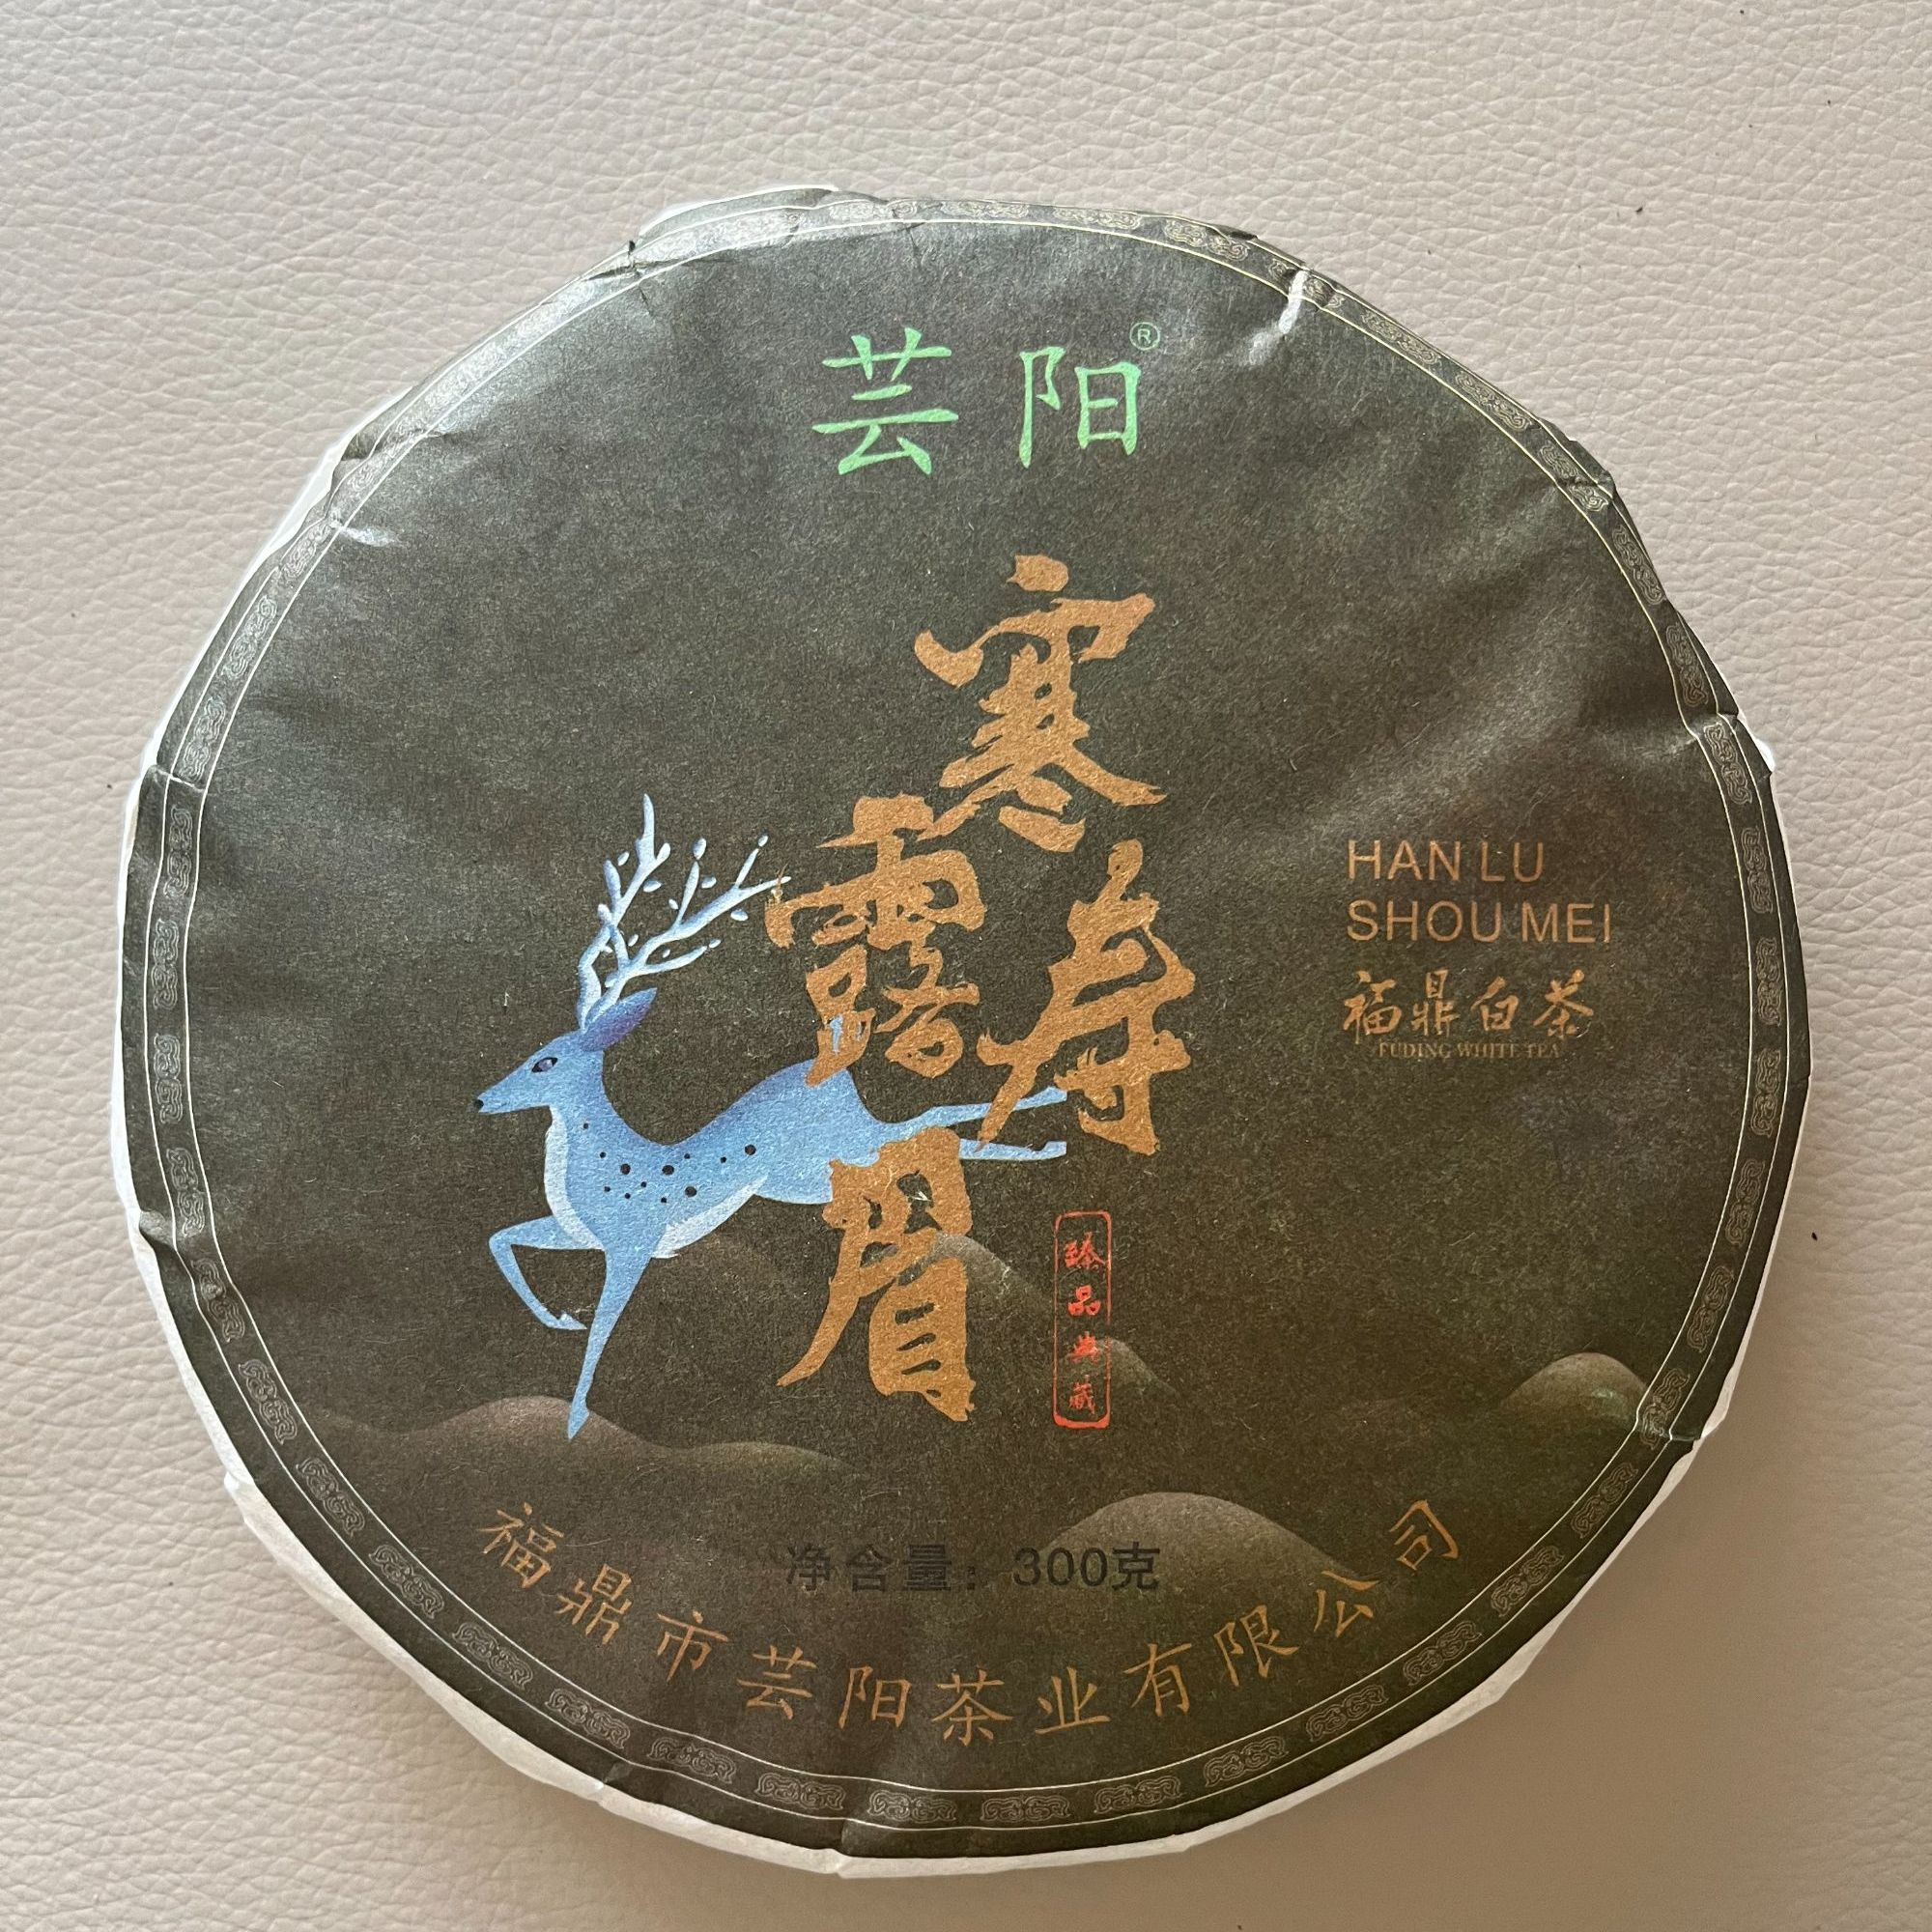 芸阳®
寒露
寿眉
HAN LU
SHOU MEI
福鼎白茶
FUDING WHITE TEA
臻品典藏
净含量：300克
福鼎市芸阳茶业有限公司